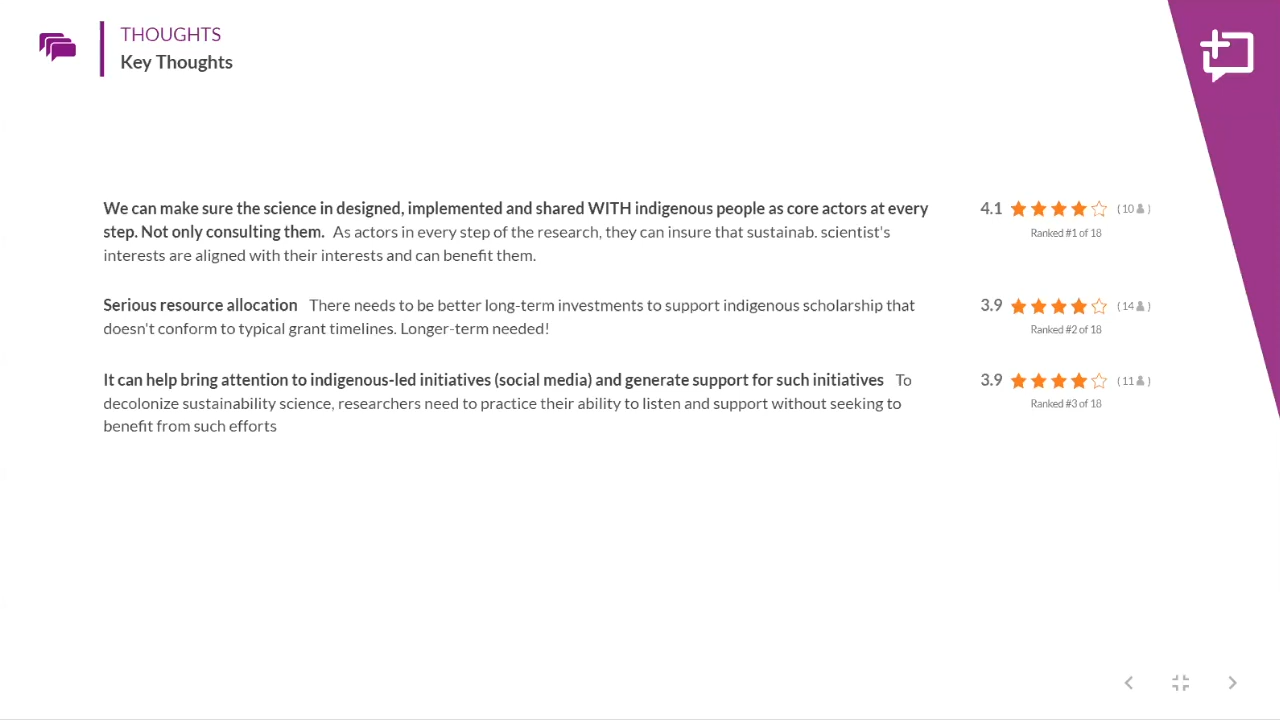 THOUGHTS
Key Thoughts
We can make sure the science in designed, implemented and shared WITH indigenous people as core actors at every
step. Not only consulting them. As actors in every step of the research, they can insure that sustainab. scientist's
interests are aligned with their interests and can benefit them.
4.1 (10)
Ranked #1 of 18
Serious resource allocation There needs to be better long-term investments to support indigenous scholarship that
doesn't conform to typical grant timelines. Longer-term needed!
3.9 (14)
Ranked #2 of 18
It can help bring attention to indigenous-led initiatives (social media) and generate support for such initiatives To
decolonize sustainability science, researchers need to practice their ability to listen and support without seeking to
benefit from such efforts
3.9 (11)
Ranked #3 of 18